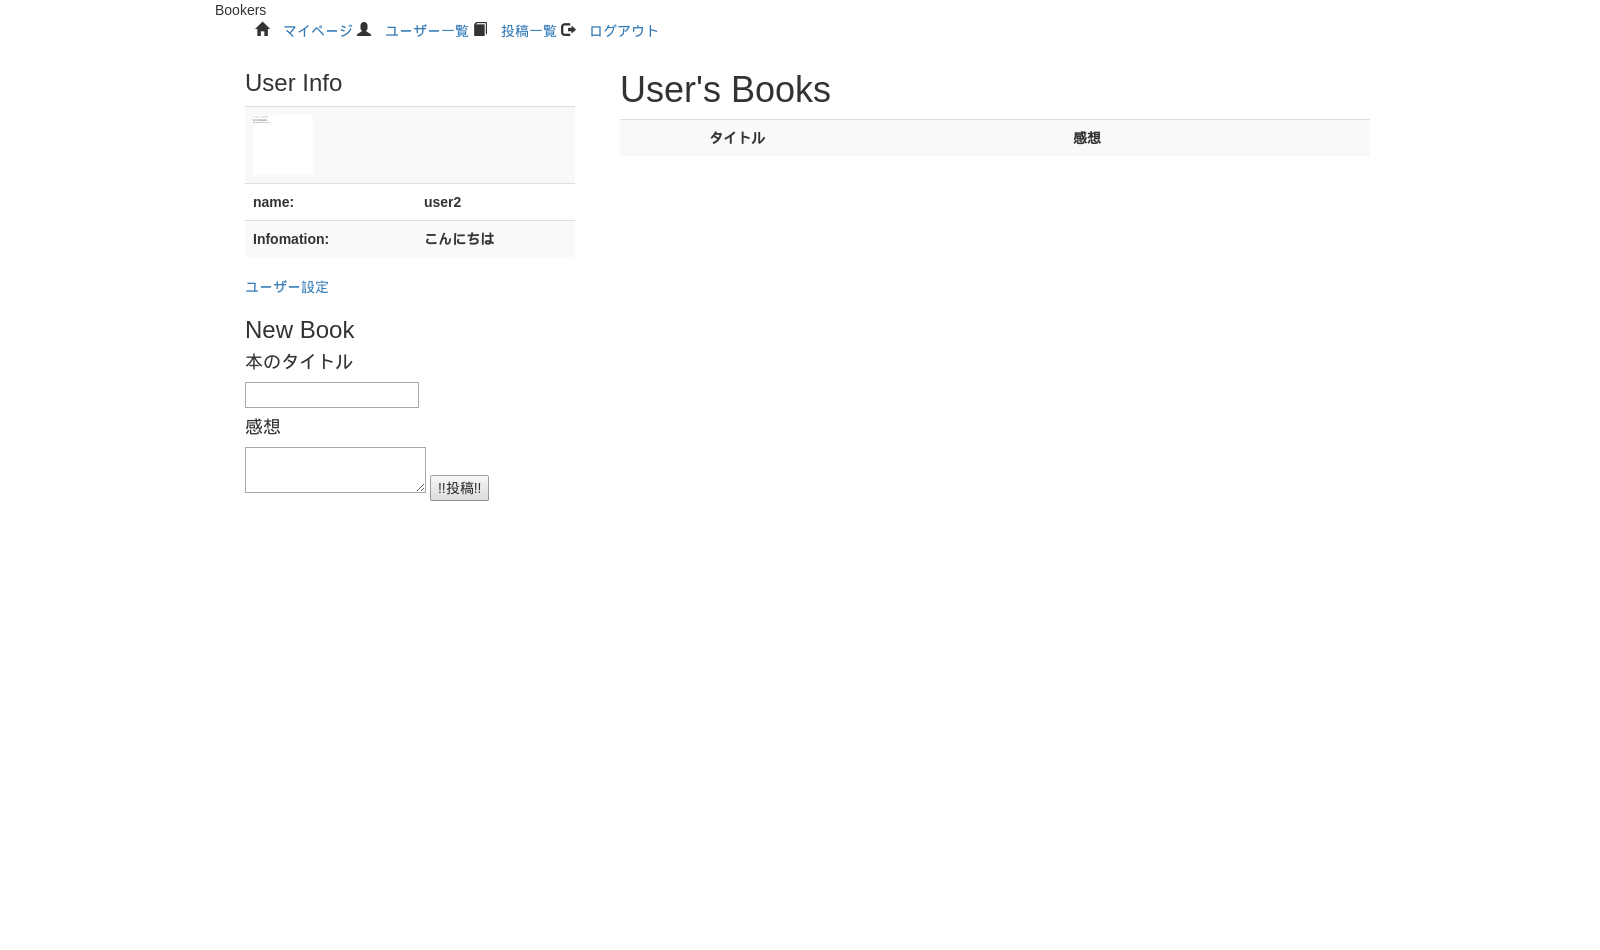 Bookers
マイページ ユーザー一覧 投稿一覧 ログアウト
User Info
name: user2
Infomation: こんにちは
ユーザー設定
New Book
本のタイトル
感想
!!投稿!!
User's Books
タイトル 感想